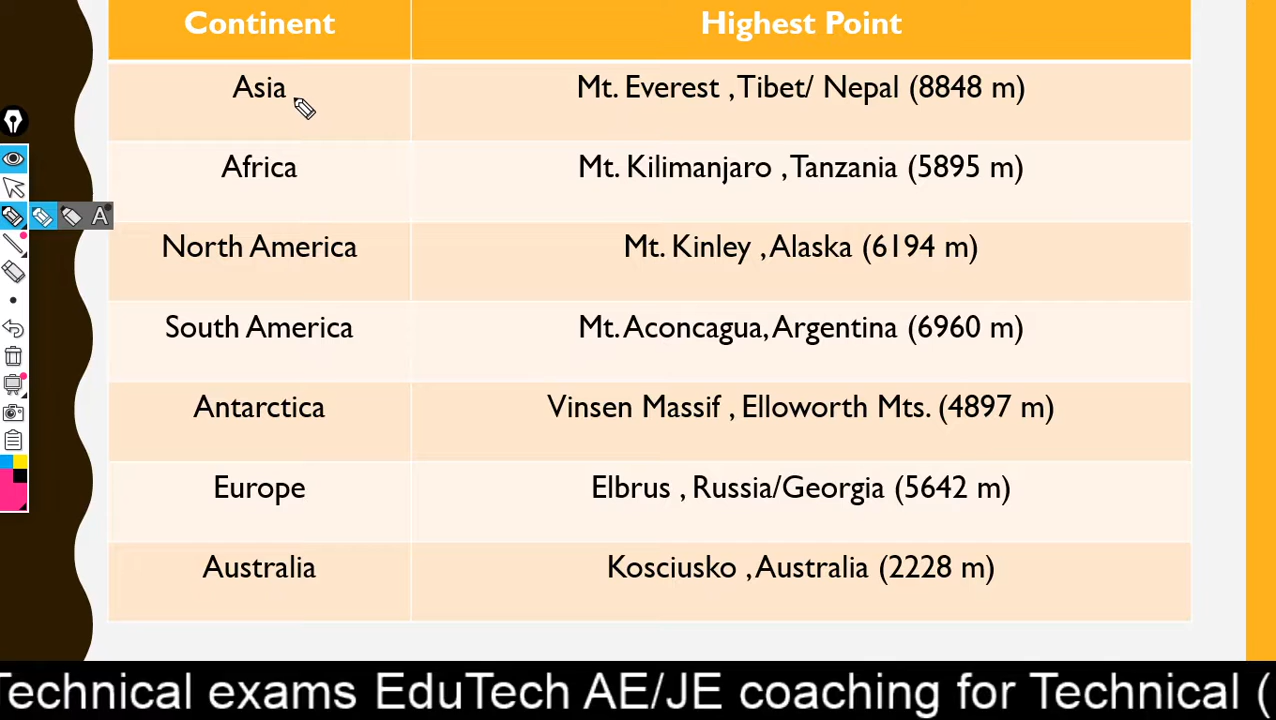 Continent Highest Point
Asia Mt. Everest ,Tibet/ Nepal (8848 m)
Africa Mt. Kilimanjaro ,Tanzania (5895 m)
A
North America Mt. Kinley ,Alaska (6194 m)
South America Mt. Aconcagua, Argentina (6960 m)
Antarctica Vinsen Massif , Elloworth Mts. (4897 m)
Europe Elbrus , Russia/Georgia (5642 m)
Australia Kosciusko ,Australia (2228 m)
Technical exams EduTech AE/JE coaching for Technical (